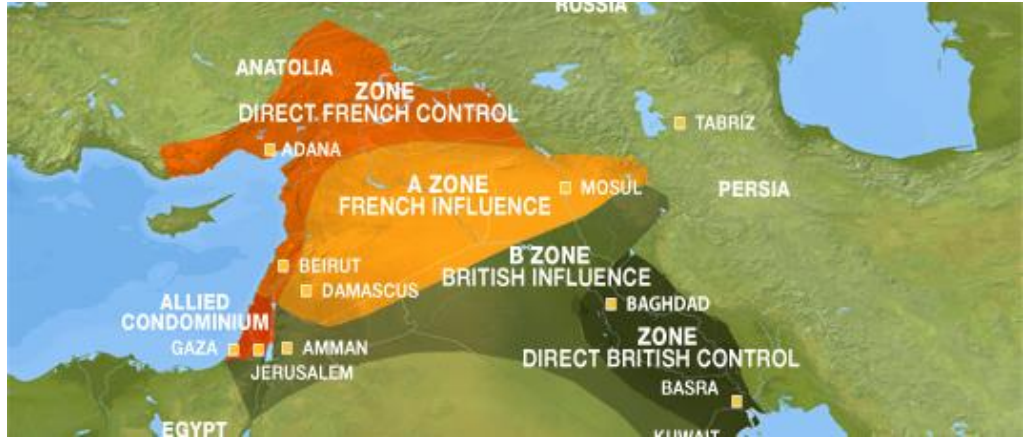 RUSSIA
ANATOLIA
ZONE
DIRECT FRENCH CONTROL
TABRIZ
ADANA
A ZONE
FRENCH INFLUENCE
MOSUL
PERSIA
B ZONE
BRITISH INFLUENCE
BEIRUT
DAMASCUS
BAGHDAD
ALLIED
CONDOMINIUM
ZONE
DIRECT BRITISH CONTROL
GAZA
AMMAN
JERUSALEM
BASRA
EGYPT
KUWAIT